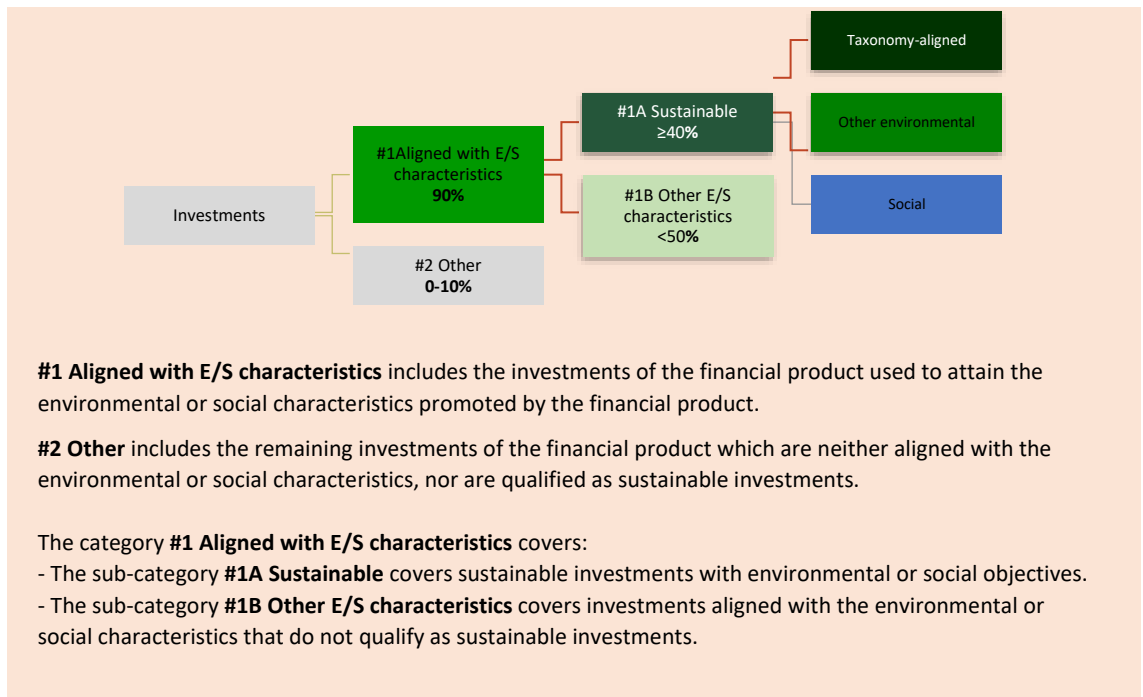 Taxonomy-aligned
#1A Sustainable
≥40%
Other environmental
#1Aligned with E/S
characteristics
90%
#1B Other E/S
characteristics
<50%
Social
Investments
#2 Other
0-10%
#1 Aligned with E/S characteristics includes the investments of the financial product used to attain the
environmental or social characteristics promoted by the financial product.
#2 Other includes the remaining investments of the financial product which are neither aligned with the
environmental or social characteristics, nor are qualified as sustainable investments.
The category #1 Aligned with E/S characteristics covers:
- The sub-category #1A Sustainable covers sustainable investments with environmental or social objectives.
- The sub-category #1B Other E/S characteristics covers investments aligned with the environmental or
social characteristics that do not qualify as sustainable investments.